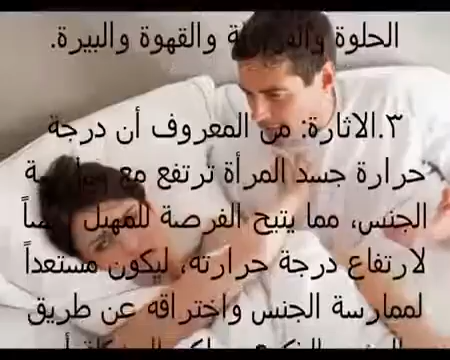 الحلوة والقهوة والبيرة.
٣.الاثارة: من المعروف أن درجة
حرارة جسد المرأة ترتفع مع
الجنس، مما يتيح الفرصة للمهبل أيضاً
لارتفاع درجة حرارته، ليكون مستعداً
لممارسة الجنس واختراقه عن طريق